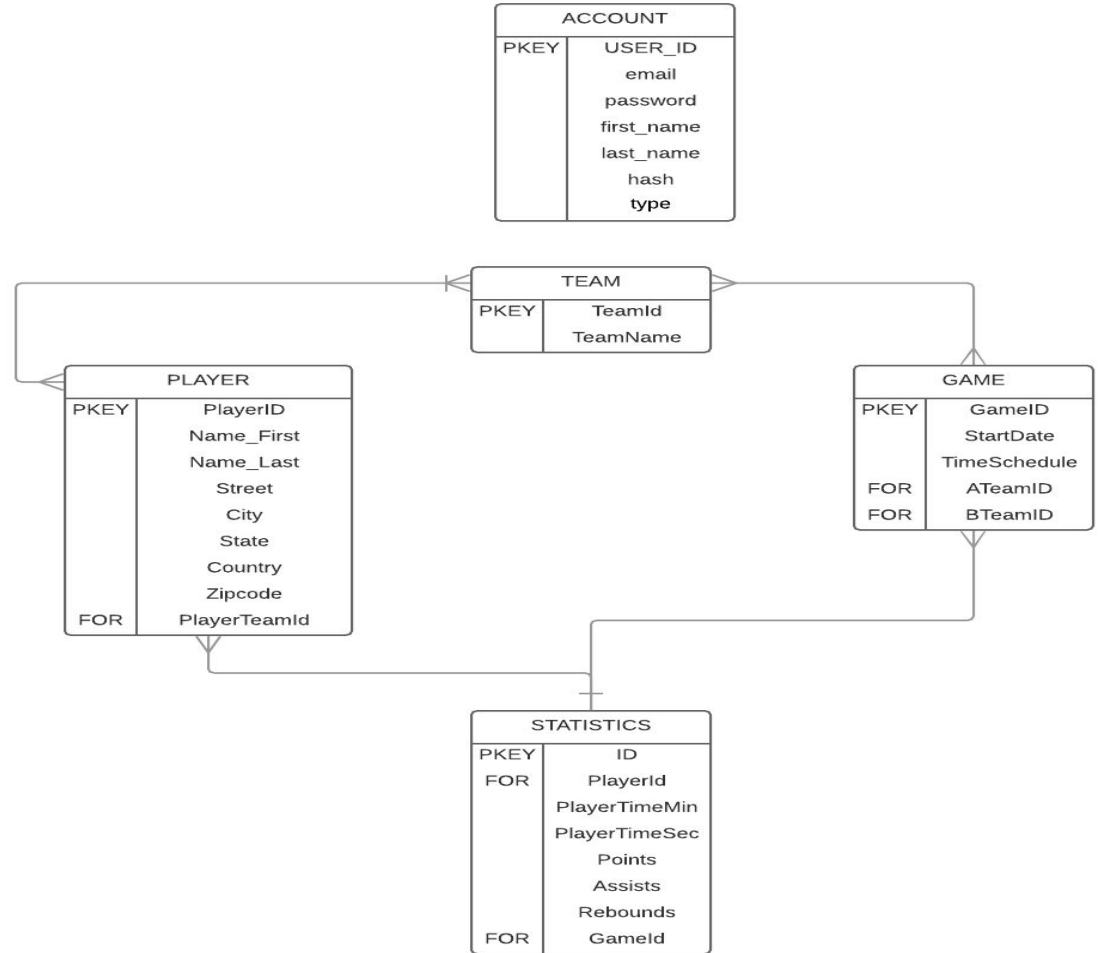 ACCOUNT
PKEY USER_ID
email
password
first_name
last_name
hash
type
TEAM
PKEY TeamId
TeamName
PLAYER
PKEY PlayerID
Name_First
Name_Last
Street
City
State
Country
Zipcode
FOR PlayerTeamId
GAME
PKEY GameID
StartDate
TimeSchedule
FOR ATeamID
FOR BTeamID
STATISTICS
PKEY ID
FOR PlayerId
PlayerTimeMin
PlayerTimeSec
Points
Assists
Rebounds
FOR GameId